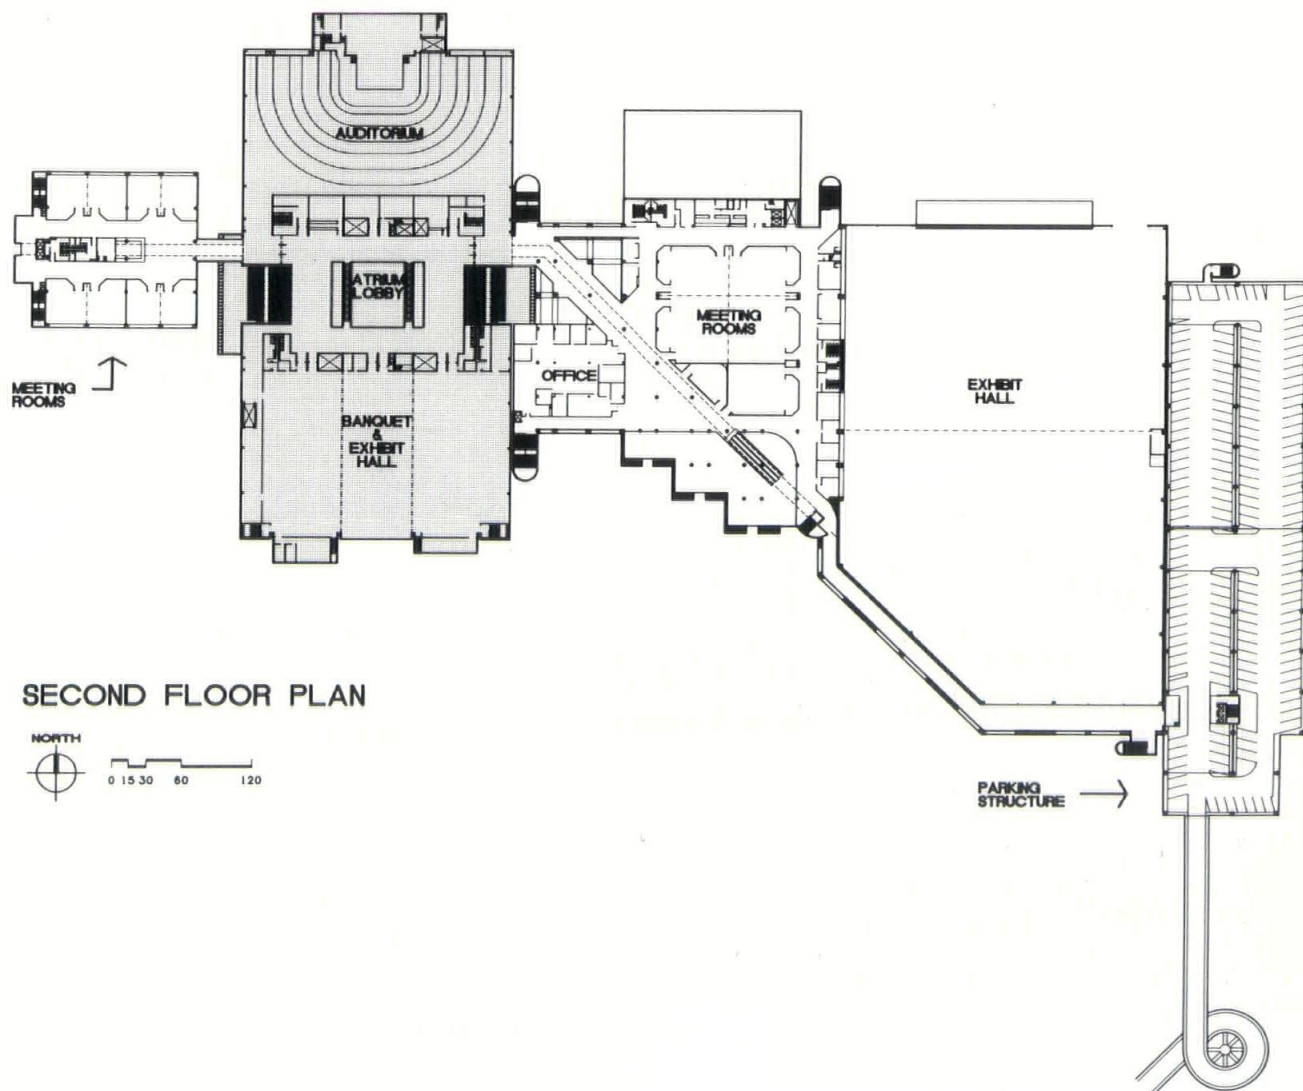 AUDITORIUM
ATRIUM
LOBBY
MEETING
ROOMS
MEETING
ROOMS
OFFICE
EXHIBIT
HALL
BANQUET
&
EXHIBIT
HALL
SECOND FLOOR PLAN
NORTH
0 15 30 60 120
PARKING
STRUCTURE